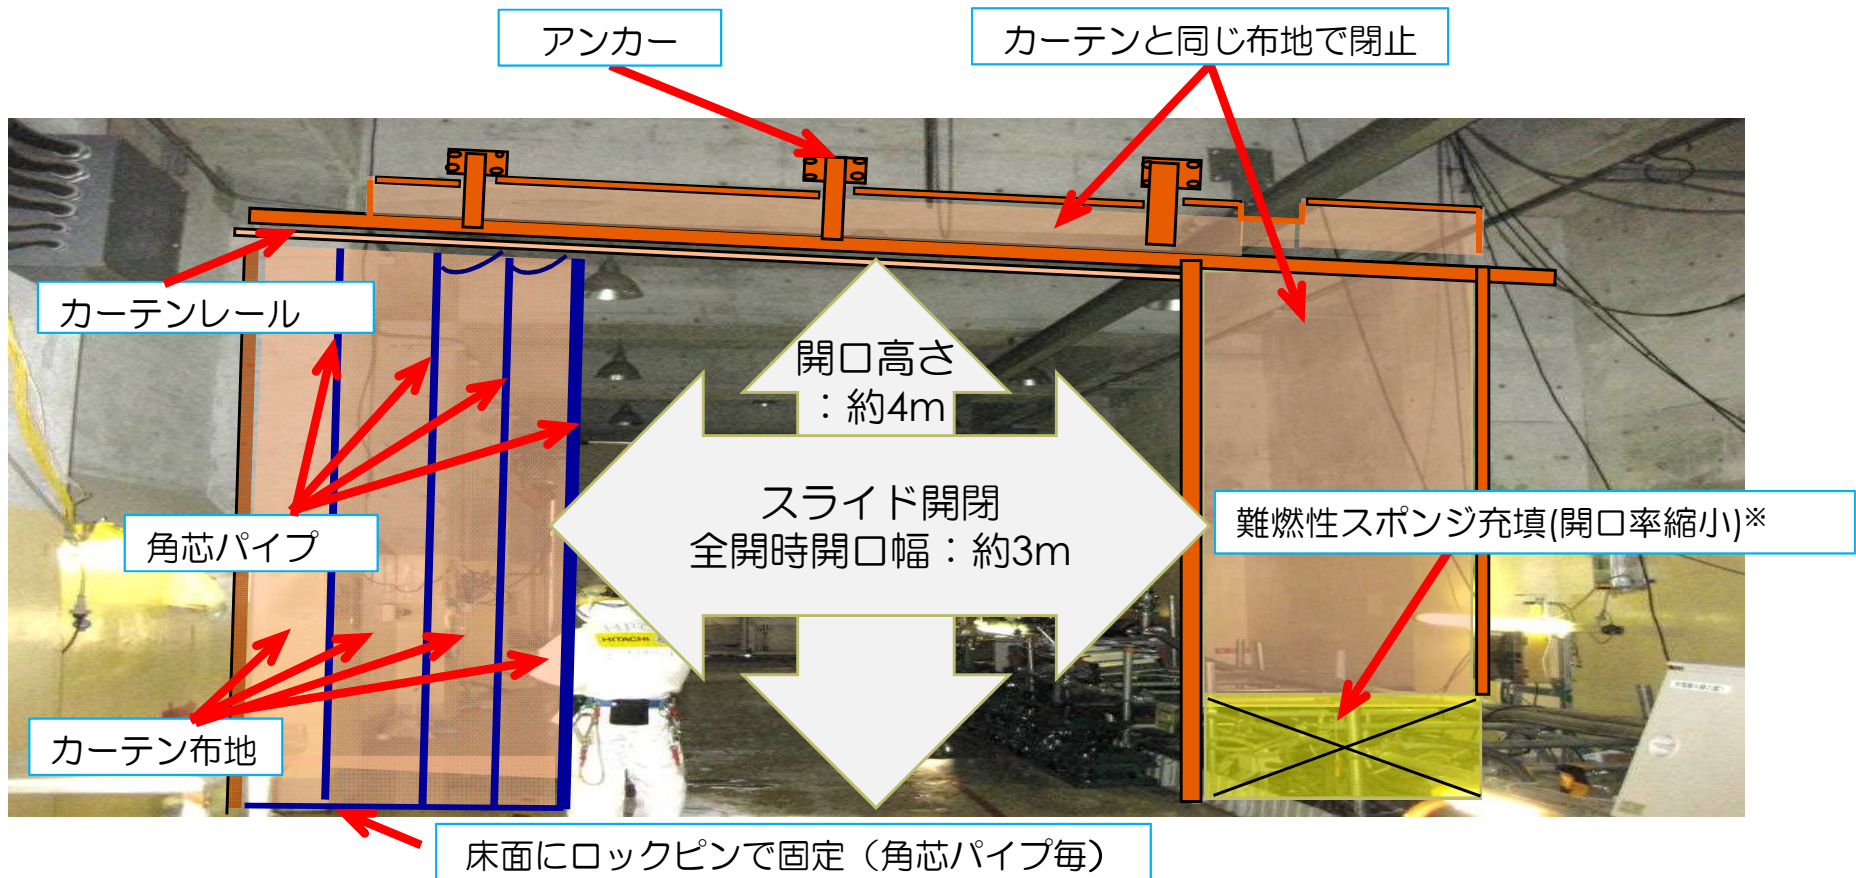 アンカー
カーテンと同じ布地で閉止
カーテンレール
開口高さ
：約4m
スライド開閉
全開時開口幅：約3m
角芯パイプ
難燃性スポンジ充填(開口率縮小)※
HITACHI
カーテン布地
床面にロックピンで固定（角芯パイプ毎）